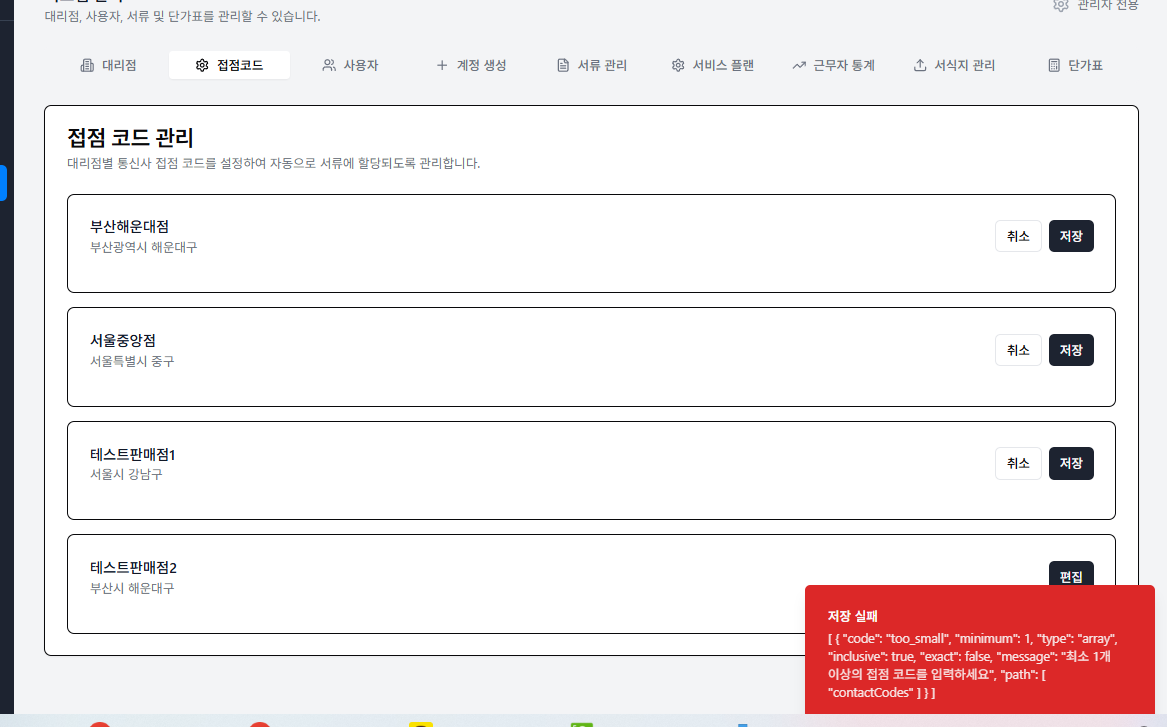 대리점, 사용자, 서류 및 단가표를 관리할 수 있습니다.
관리자 전용
대리점
접점코드
사용자
계정 생성
서류 관리
서비스 플랜
근무자 통계
서식지 관리
단가표
접점 코드 관리
대리점별 통신사 접점 코드를 설정하여 자동으로 서류에 할당되도록 관리합니다.
부산해운대점
부산광역시 해운대구
취소
저장
서울중앙점
서울특별시 중구
취소
저장
테스트판매점1
서울시 강남구
취소
저장
테스트판매점2
부산시 해운대구
편집
저장 실패
[ { "code": "too_small", "minimum": 1, "type": "array",
"inclusive": true, "exact": false, "message": "최소 1개
이상의 접점 코드를 입력하세요", "path": [
"contactCodes" ] } ]